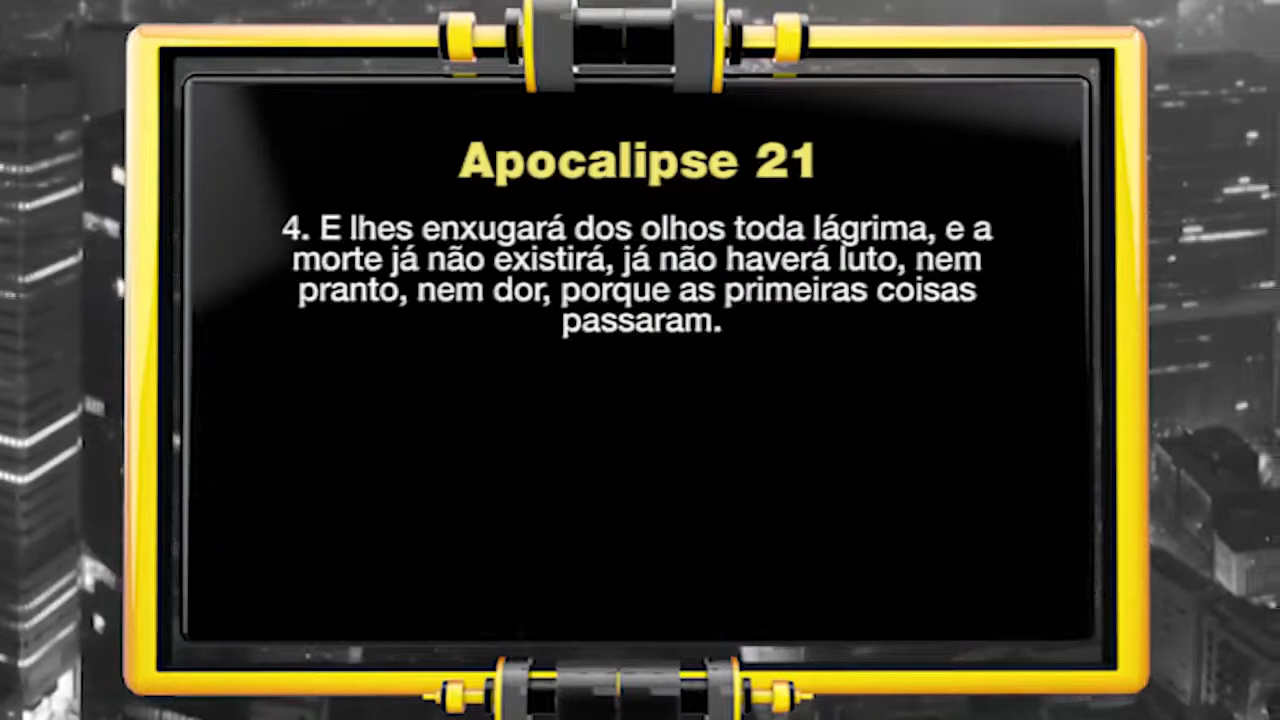 Apocalipse 21
4. E lhes enxugará dos olhos toda lágrima, e a
morte já não existirá, já não haverá luto, nem
pranto, nem dor, porque as primeiras coisas
passaram.